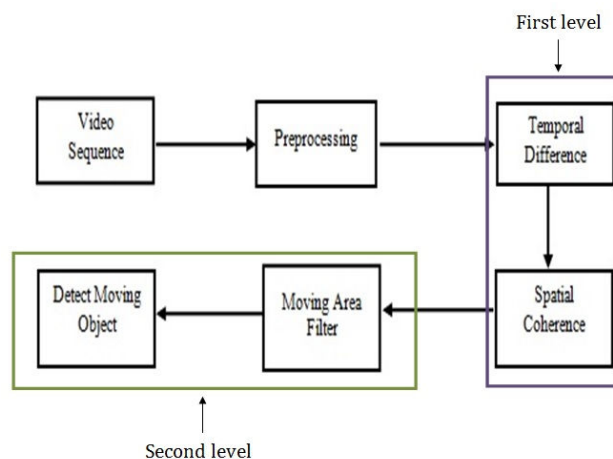 First level
Video
Sequence
Preprocessing
Temporal
Difference
Detect Moving
Object
Moving Area
Filter
Spatial
Coherence
Second level